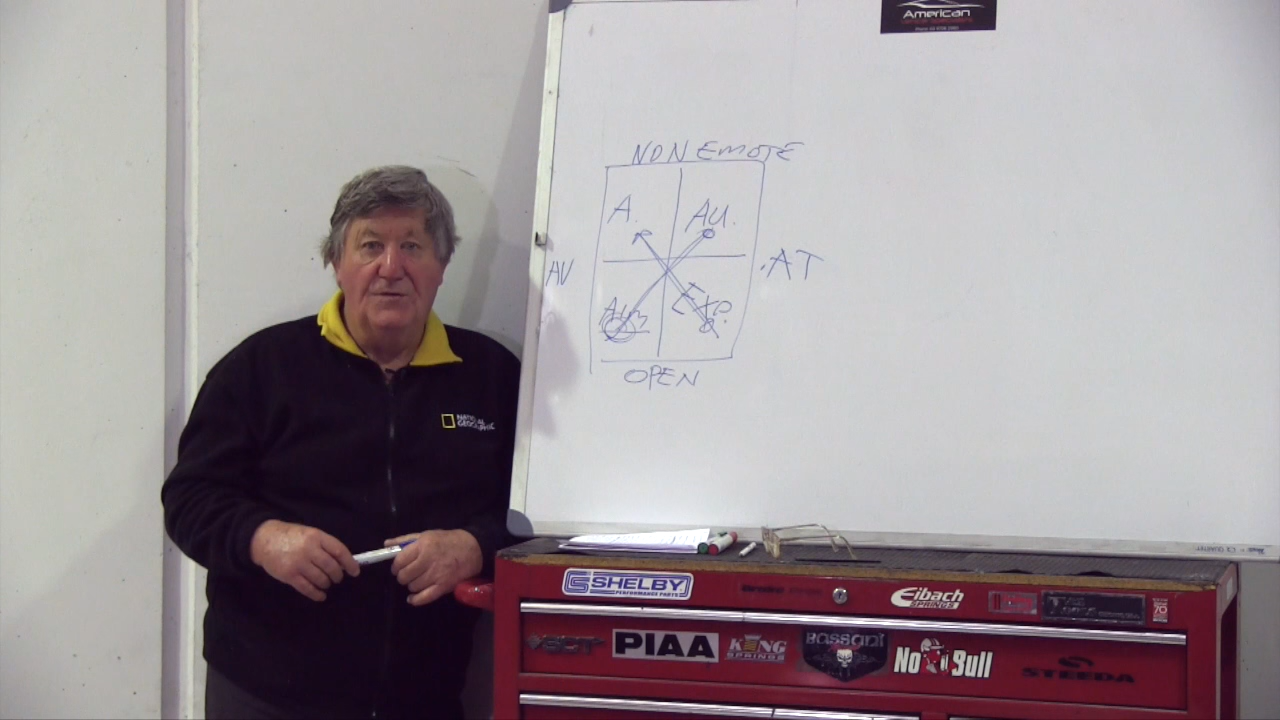 American
NON EMOTE
A.
AU.
AV
.AT
Exp.
OPEN
NATIONAL
GEOGRAPHIC
SHELBY
PERFORMANCE PARTS
Eibach
SPRINGS
70
PIAA
KING
SPRINGS
BASSANI
No Bull
STEEDA